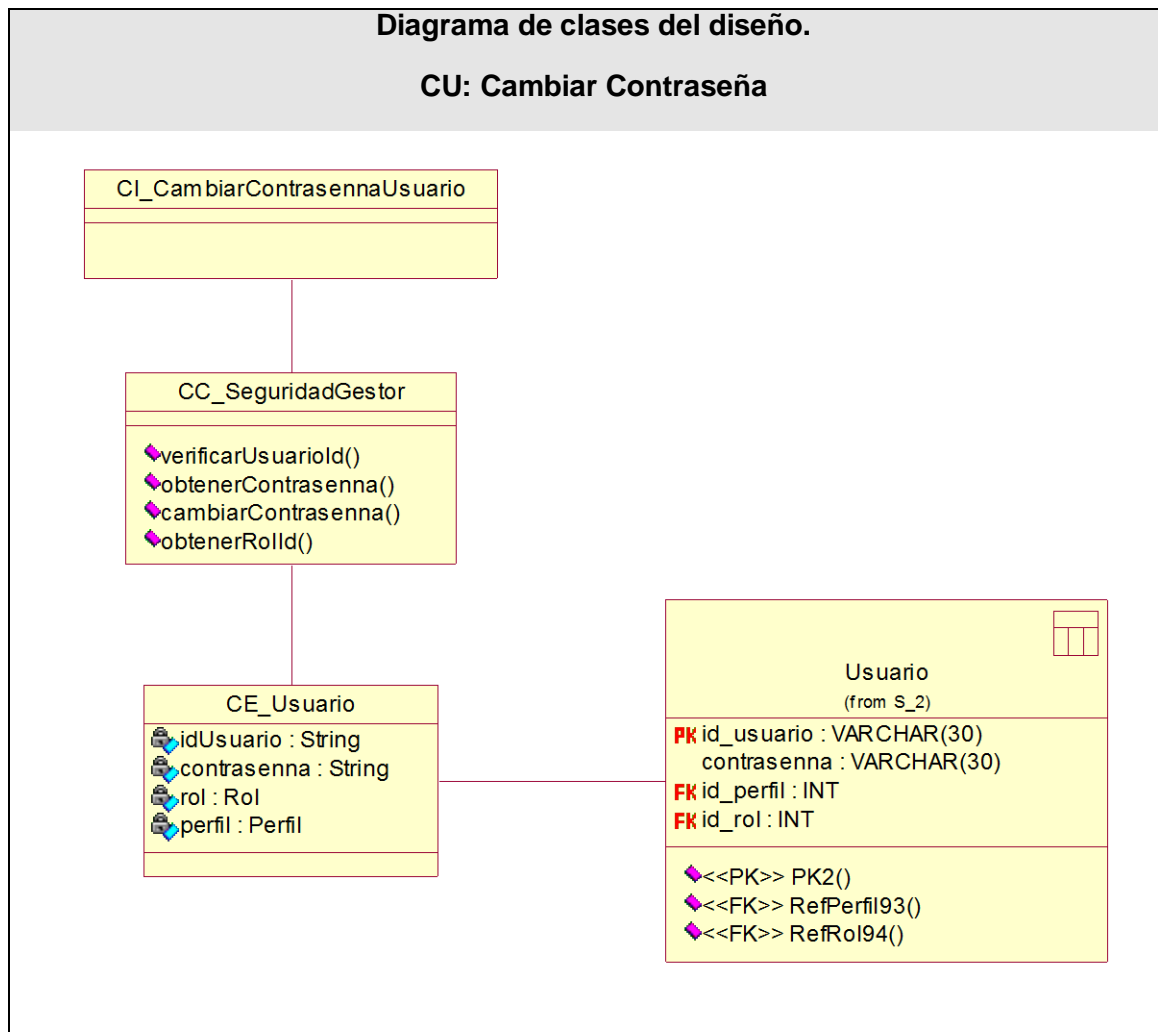 Diagrama de clases del diseño.
CU: Cambiar Contraseña
CI_CambiarContrasennaUsuario
CC_SeguridadGestor
verificarUsuarioId()
obtenerContrasenna()
cambiarContrasenna()
obtenerRolId()
CE_Usuario
idUsuario : String
contrasenna : String
rol : Rol
perfil : Perfil
Usuario
(from S_2)
PK id_usuario : VARCHAR(30)
contrasenna : VARCHAR(30)
FK id_perfil : INT
FK id_rol : INT
<<PK>> PK2()
<<FK>> RefPerfil93()
<<FK>> RefRol94()